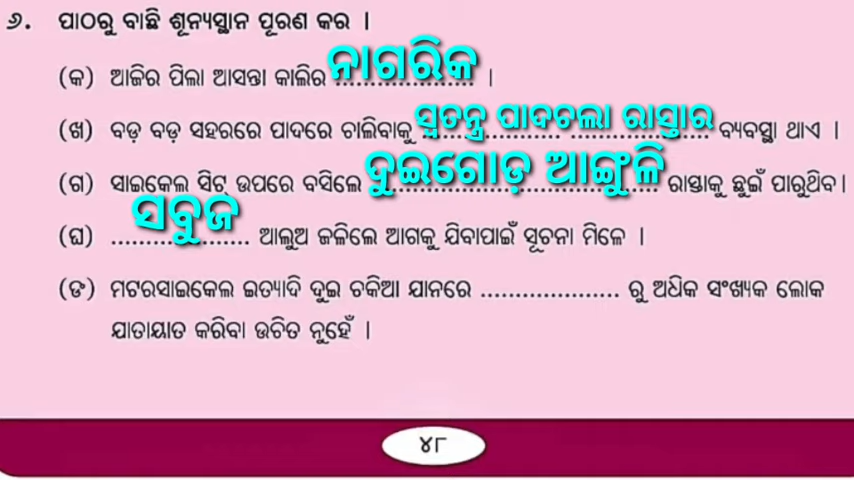 ୬. ପାଠରୁ ବାଛି ଶୂନ୍ୟସ୍ଥାନ ପୂରଣ କର ।
(କ) ଆଜିର ପିଲା ଆସନ୍ତା କାଲିର ନାଗରିକ ।
(ଖ) ବଡ଼ ବଡ଼ ସହରରେ ପାଦରେ ଚାଲିବାକୁ ସ୍ୱତନ୍ତ୍ର ପାଦଚଲା ରାସ୍ତାର ବ୍ୟବସ୍ଥା ଥାଏ ।
(ଗ) ସାଇକେଲ ସିଟ୍ ଉପରେ ବସିଲେ ଦୁଇଗୋଡ଼ ଆଙ୍ଗୁଳି ରାସ୍ତାକୁ ଛୁଇଁ ପାରୁଥିବ।
(ଘ) ସବୁଜ ଆଲୁଅ ଜଳିଲେ ଆଗକୁ ଯିବାପାଇଁ ସୂଚନା ମିଳେ ।
(ଙ) ମଟରସାଇକେଲ ଇତ୍ୟାଦି ଦୁଇ ଚକିଆ ଯାନରେ .................... ରୁ ଅଧିକ ସଂଖ୍ୟକ ଲୋକ
ଯାତାୟାତ କରିବା ଉଚିତ ନୁହେଁ ।
୪୮